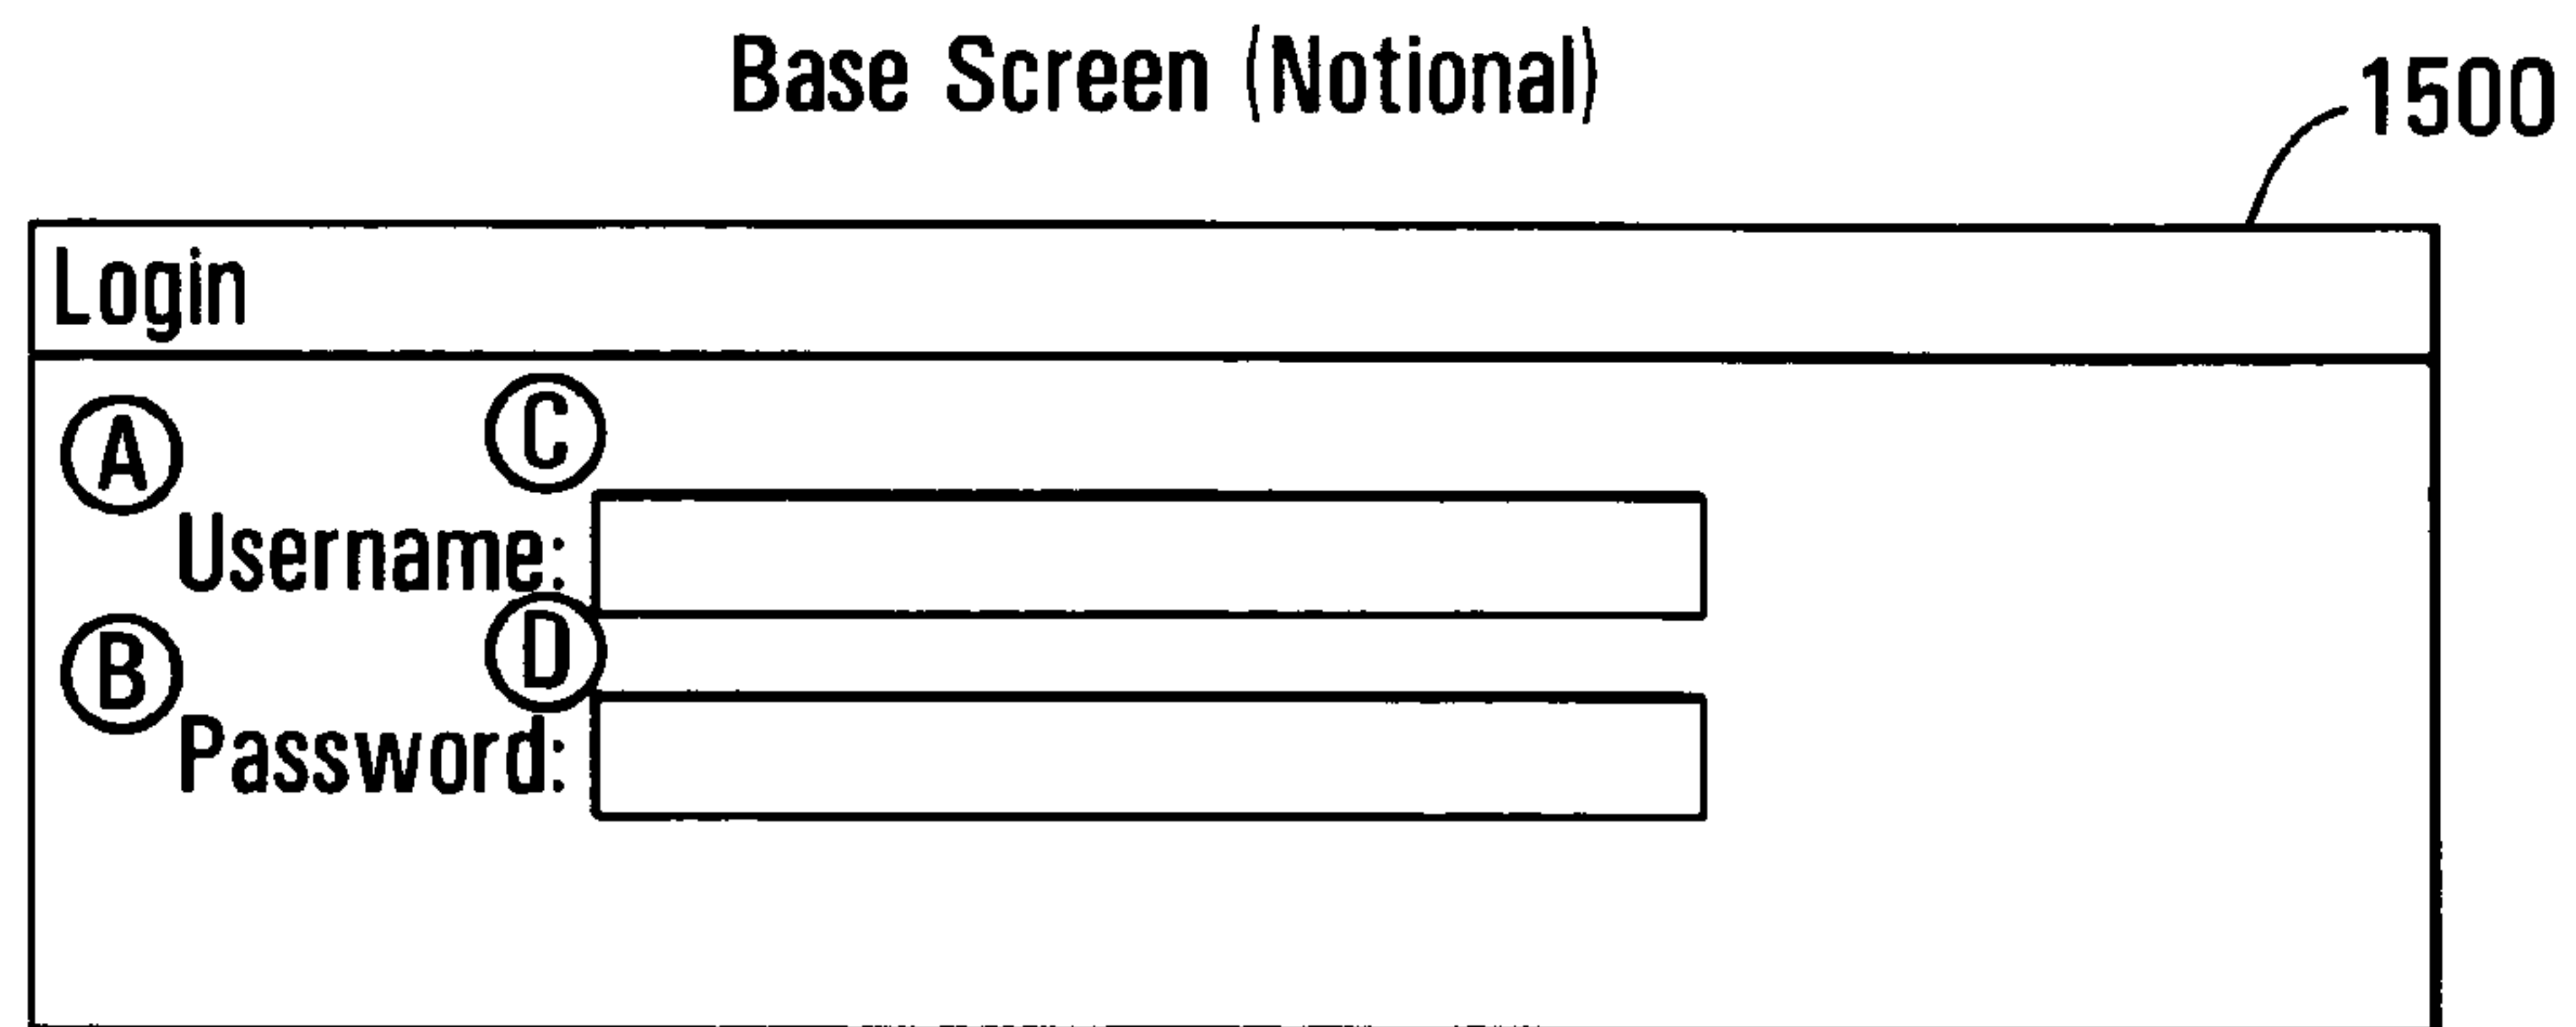 Base Screen (Notional)
1500
Login
A C
Username:
B D
Password: